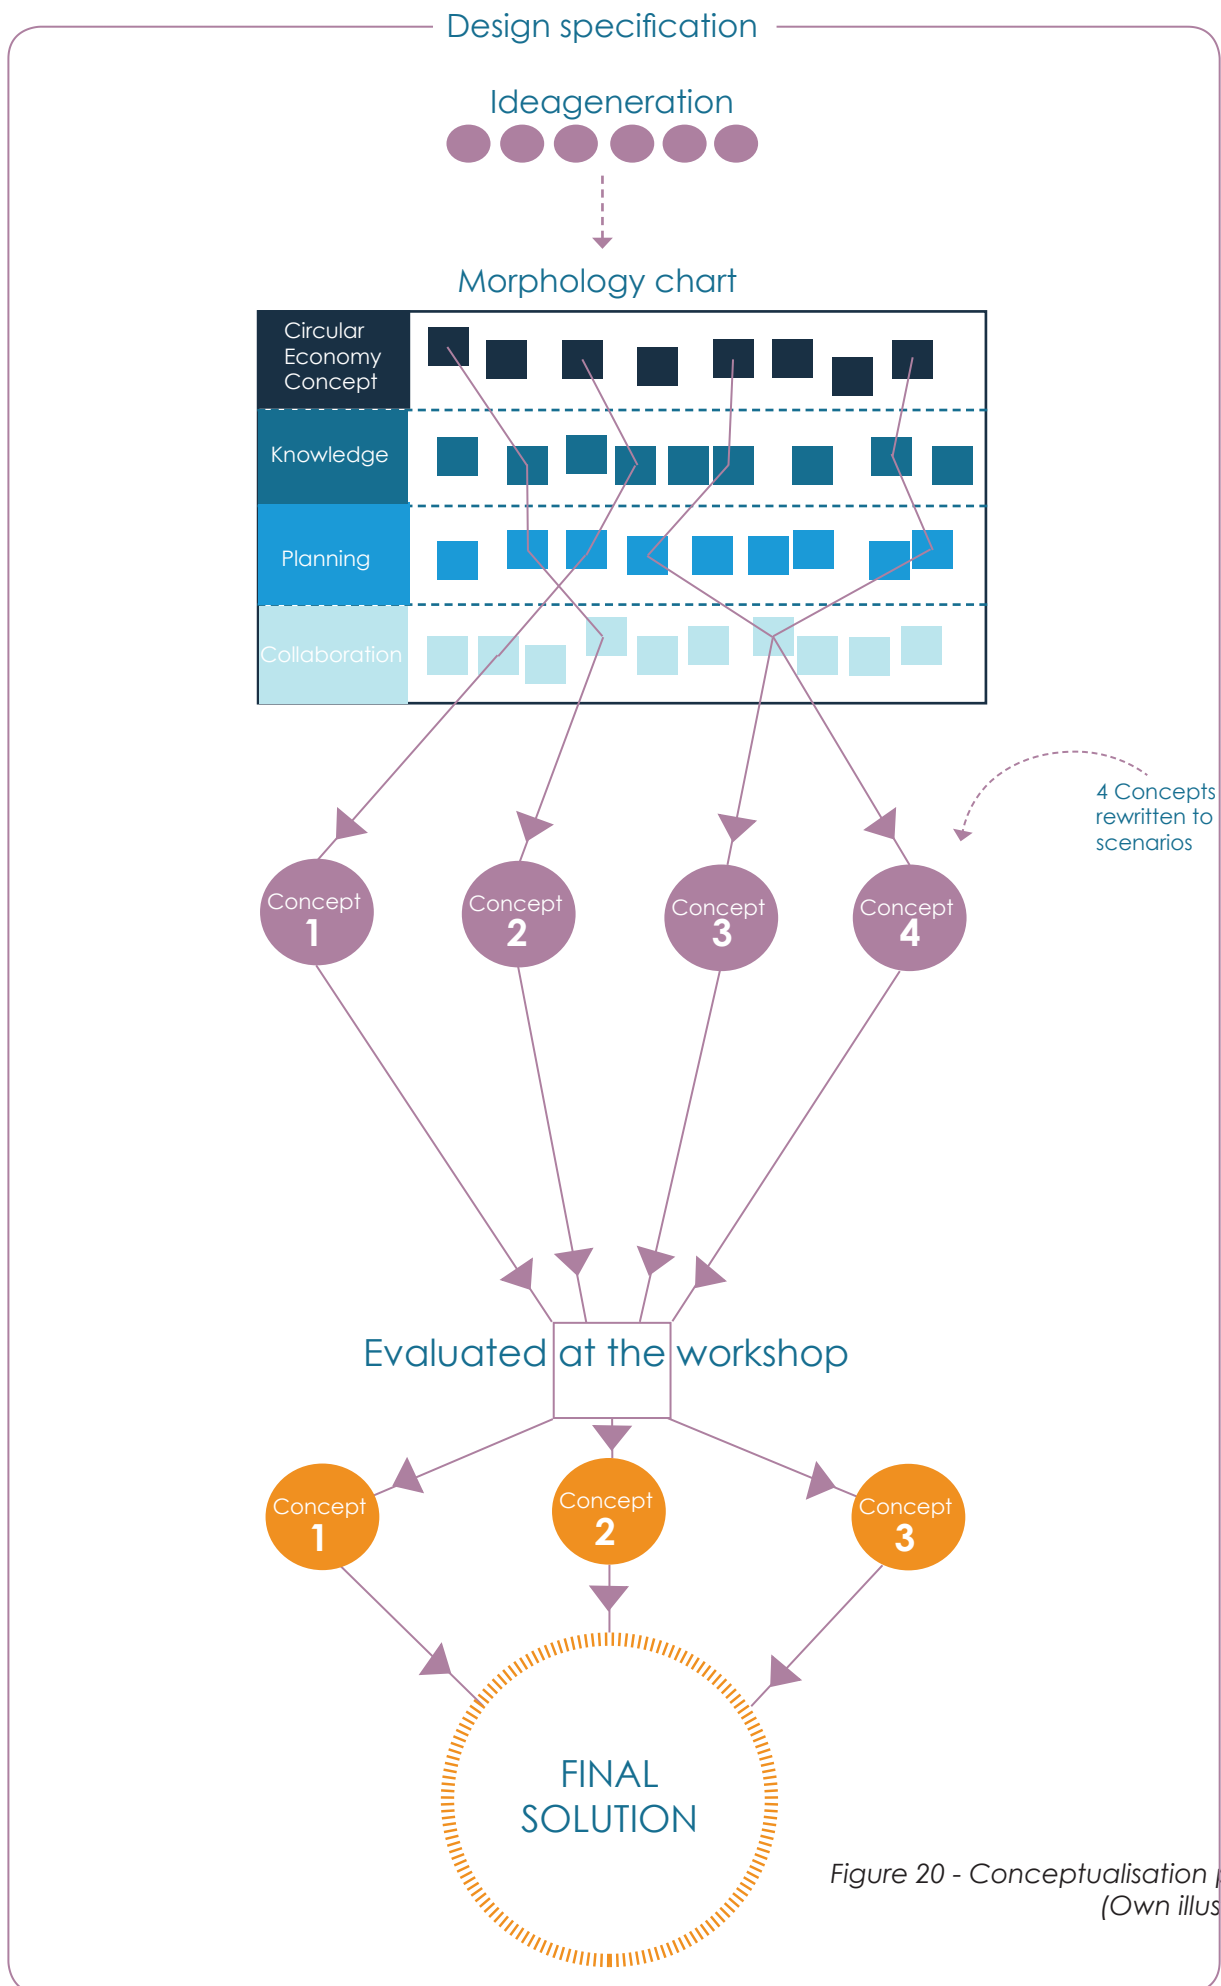 Design specification
Ideageneration
Morphology chart
Circular
Economy
Concept
Knowledge
Planning
Collaboration
4 Concepts
rewritten to
scenarios
Concept
1
Concept
2
Concept
3
Concept
4
Evaluated at the workshop
Concept
1
Concept
2
Concept
3
FINAL
SOLUTION
Figure 20 - Conceptualisation
(Own